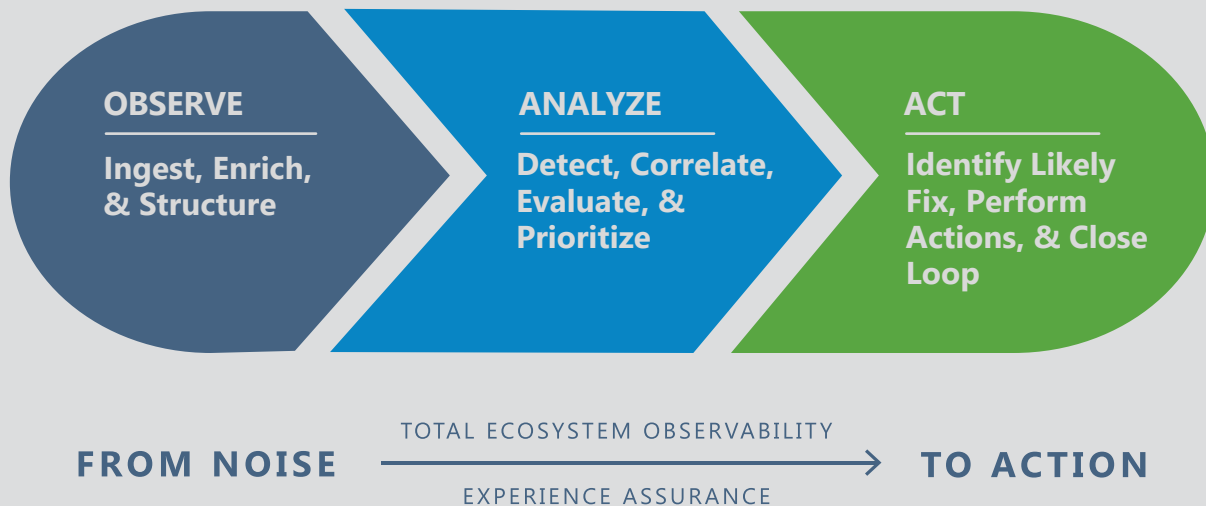 OBSERVE
Ingest, Enrich,
& Structure
ANALYZE
Detect, Correlate,
Evaluate, &
Prioritize
ACT
Identify Likely
Fix, Perform
Actions, & Close
Loop
FROM NOISE
TOTAL ECOSYSTEM OBSERVABILITY
EXPERIENCE ASSURANCE
TO ACTION